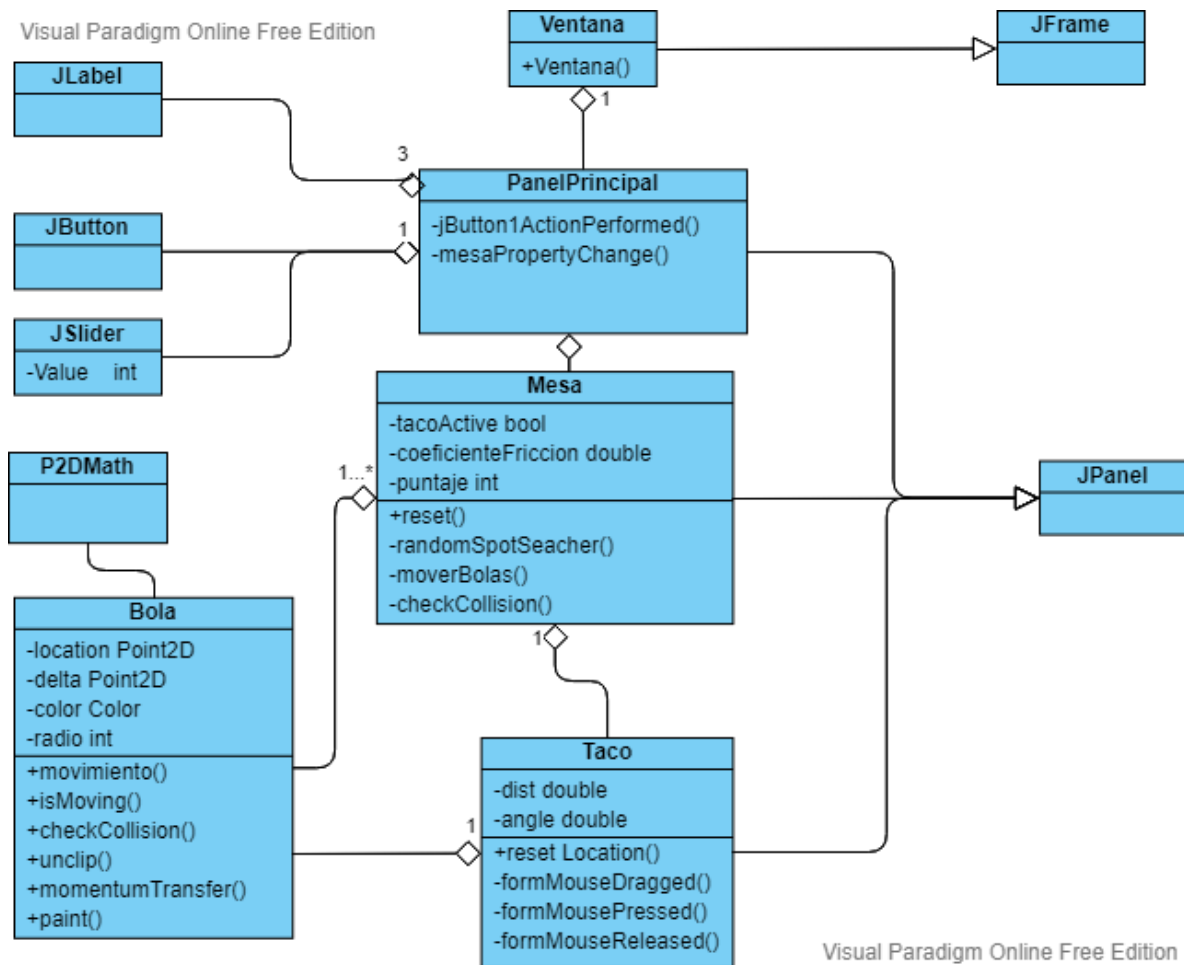 Visual Paradigm Online Free Edition
Ventana
+Ventana()
1
JFrame
JLabel
3
PanelPrincipal
-jButton1ActionPerformed()
-mesaPropertyChange()
JButton
1
JSlider
-Value int
Mesa
-tacoActive bool
-coeficienteFriccion double
-puntaje int
+reset()
-randomSpotSeacher()
-moverBolas()
-checkCollision()
1...*
1
JPanel
P2DMath
Bola
-location Point2D
-delta Point2D
-color Color
-radio int
+movimiento()
+isMoving()
+checkCollision()
+unclip()
+momentumTransfer()
+paint()
1
Taco
-dist double
-angle double
+reset Location()
-formMouseDragged()
-formMousePressed()
-formMouseReleased()
Visual Paradigm Online Free Edition